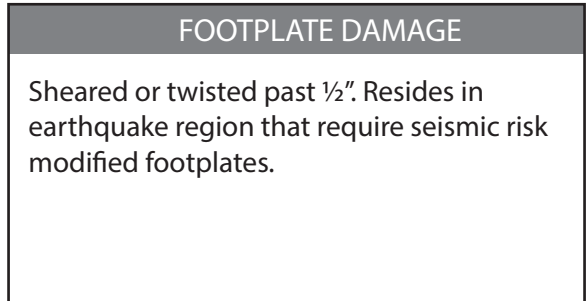 FOOTPLATE DAMAGE
Sheared or twisted past ½”. Resides in
earthquake region that require seismic risk
modified footplates.